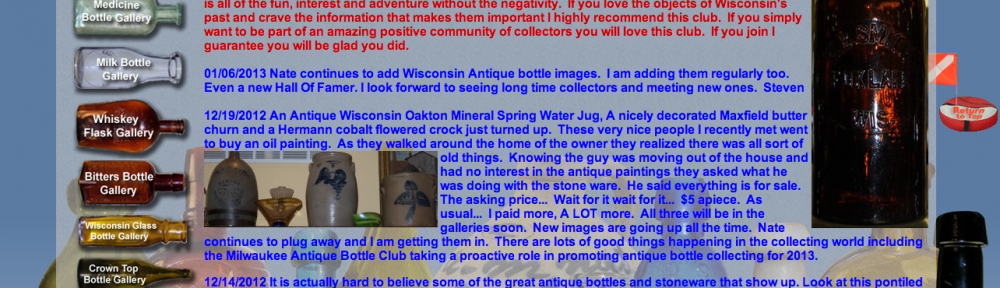 Medicine
Bottle Gallery
Milk Bottle
Gallery
Whiskey
Flask Gallery
Bitters Bottle
Gallery
Wisconsin Glass
Bottle Gallery
Crown Top
Bottle Gallery
is all of the fun, interest and adventure without the negativity. If you love the objects of Wisconsin's
past and crave the information that makes them important I highly recommend this club. If you simply
want to be part of an amazing positive community of collectors you will love this club. If you join I
guarantee you will be glad you did.
01/06/2013 Nate continues to add Wisconsin Antique bottle images. I am adding them regularly too.
Even a new Hall Of Famer. I look forward to seeing long time collectors and meeting new ones. Steven
12/19/2012 An Antique Wisconsin Oakton Mineral Spring Water Jug, A nicely decorated Maxfield butter
churn and a Hermann cobalt flowered crock just turned up. These very nice people I recently met went
to buy an oil painting. As they walked around the home of the owner they realized there was all sort of
old things. Knowing the guy was moving out of the house and
had no interest in the antique paintings they asked what he
was doing with the stone ware. He said everything is for sale.
The asking price... Wait for it wait for it... $5 apiece. As
usual... I paid more, A LOT more. All three will be in the
galleries soon. New images are going up all the time. Nate
continues to plug away and I am getting them in. There are lots of good things happening in the collecting world including
the Milwaukee Antique Bottle Club taking a proactive role in promoting antique bottle collecting for 2013.
12/14/2012 It is actually hard to believe some of the great antique bottles and stoneware that show up. Look at this pontiled
WIS
Return
to Top